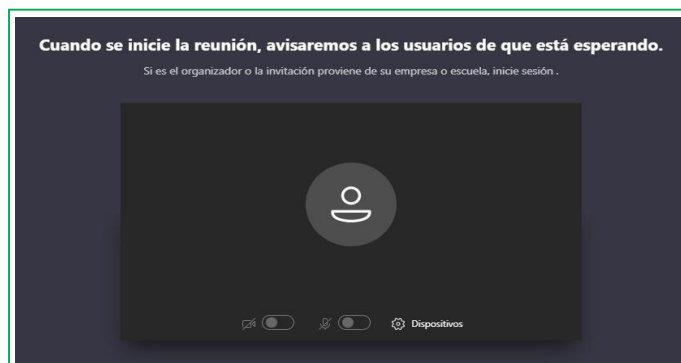 Cuando se inicie la reunión, avisaremos a los usuarios de que está esperando.
Si es el organizador o la invitación proviene de su empresa o escuela, inicie sesión .
Dispositivos